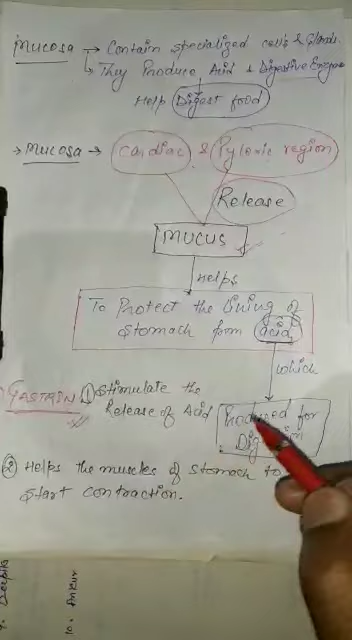 Mucosa → Contain specialized cells & Glands.
↳ They Produce Acid & Digestive Enzyme
Help Digest food
→ Mucosa → Cardiac & Pyloric region
Release
Mucus
Helps
To Protect the lining of
Stomach from acid
which
GASTRIN ① Stimulate the
Release of Acid
Produced for
② Helps the muscles of stomach to
start contraction.
10. Ankur